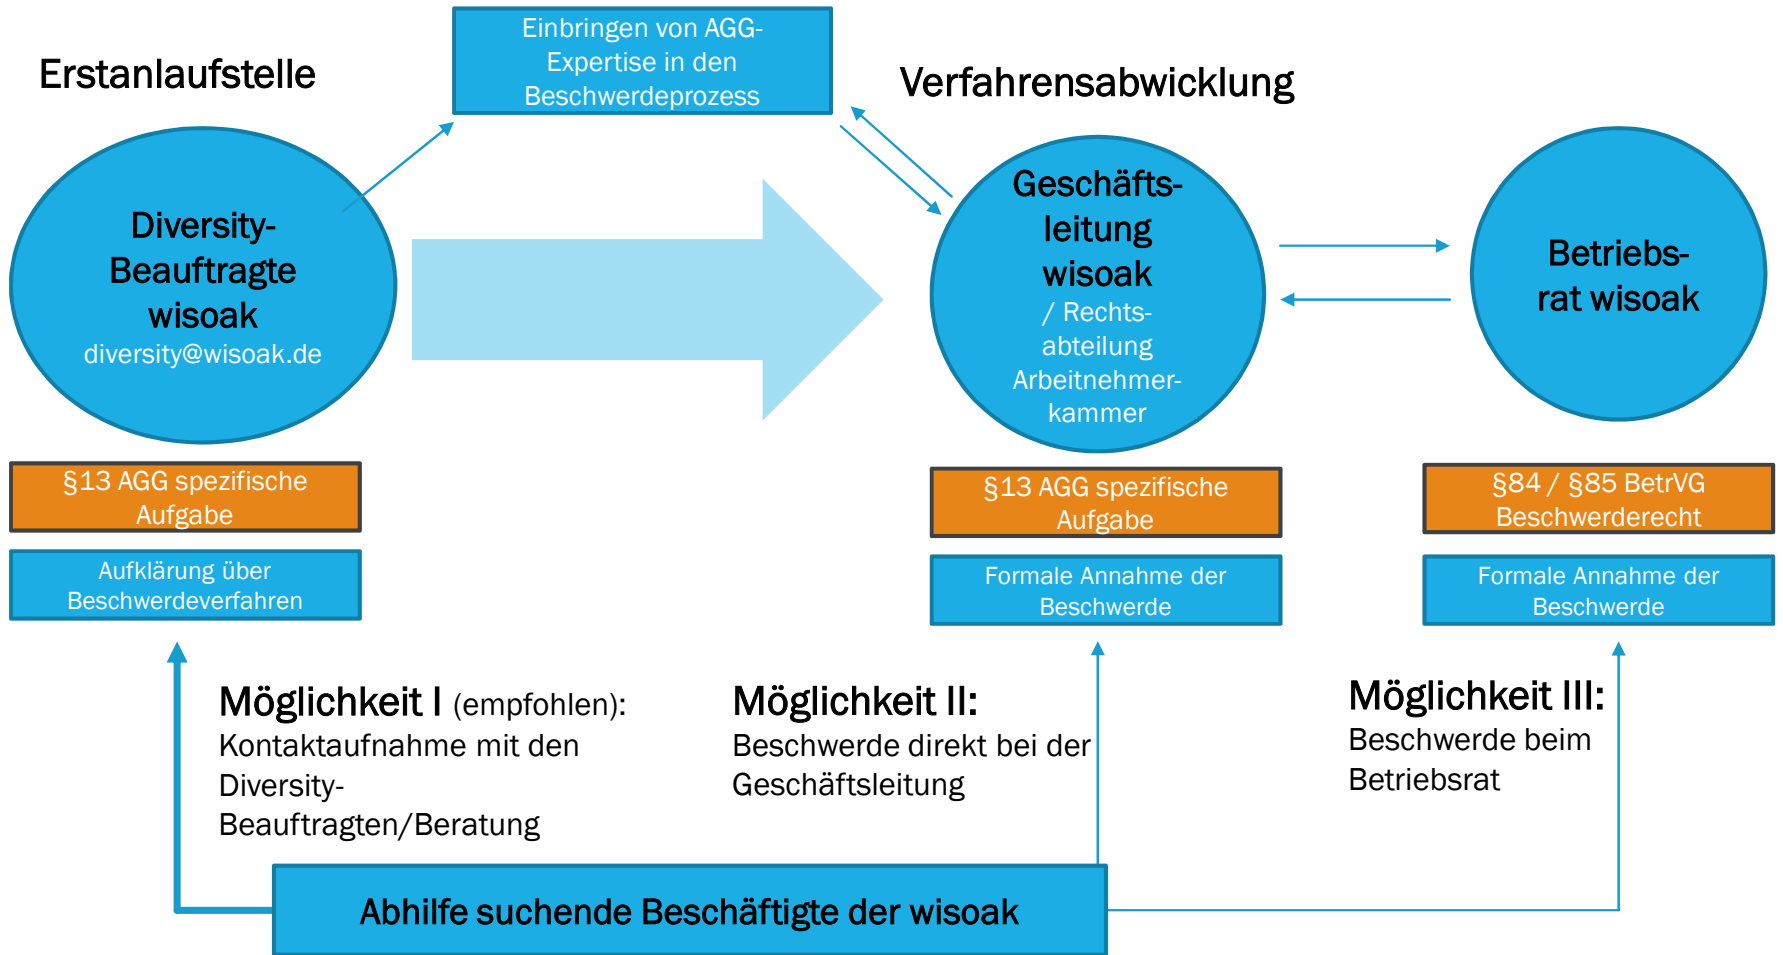 Erstanlaufstelle
Einbringen von AGG-
Expertise in den
Beschwerdeprozess
Verfahrensabwicklung
Diversity-
Beauftragte
wisoak
diversity@wisoak.de
Geschäfts-
leitung
wisoak
/ Rechts-
abteilung
Arbeitnehmer-
kammer
Betriebs-
rat wisoak
§13 AGG spezifische
Aufgabe
§13 AGG spezifische
Aufgabe
§84 / §85 BetrVG
Beschwerderecht
Aufklärung über
Beschwerdeverfahren
Formale Annahme der
Beschwerde
Formale Annahme der
Beschwerde
Möglichkeit I (empfohlen):
Kontaktaufnahme mit den
Diversity-
Beauftragten/Beratung
Möglichkeit II:
Beschwerde direkt bei der
Geschäftsleitung
Möglichkeit III:
Beschwerde beim
Betriebsrat
Abhilfe suchende Beschäftigte der wisoak